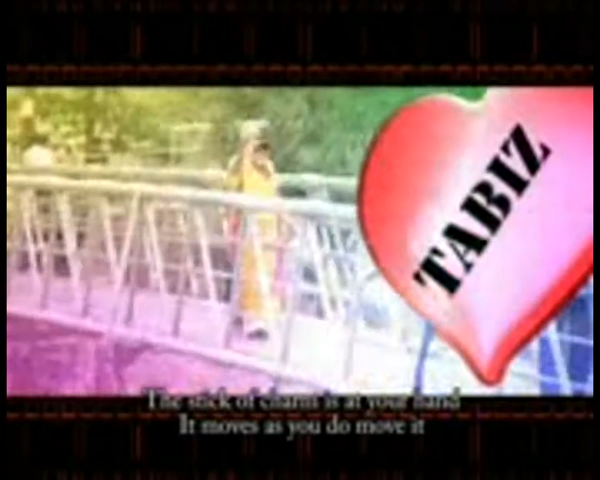 TABIZ
The stick of charm is at your hand
It moves as you do move it